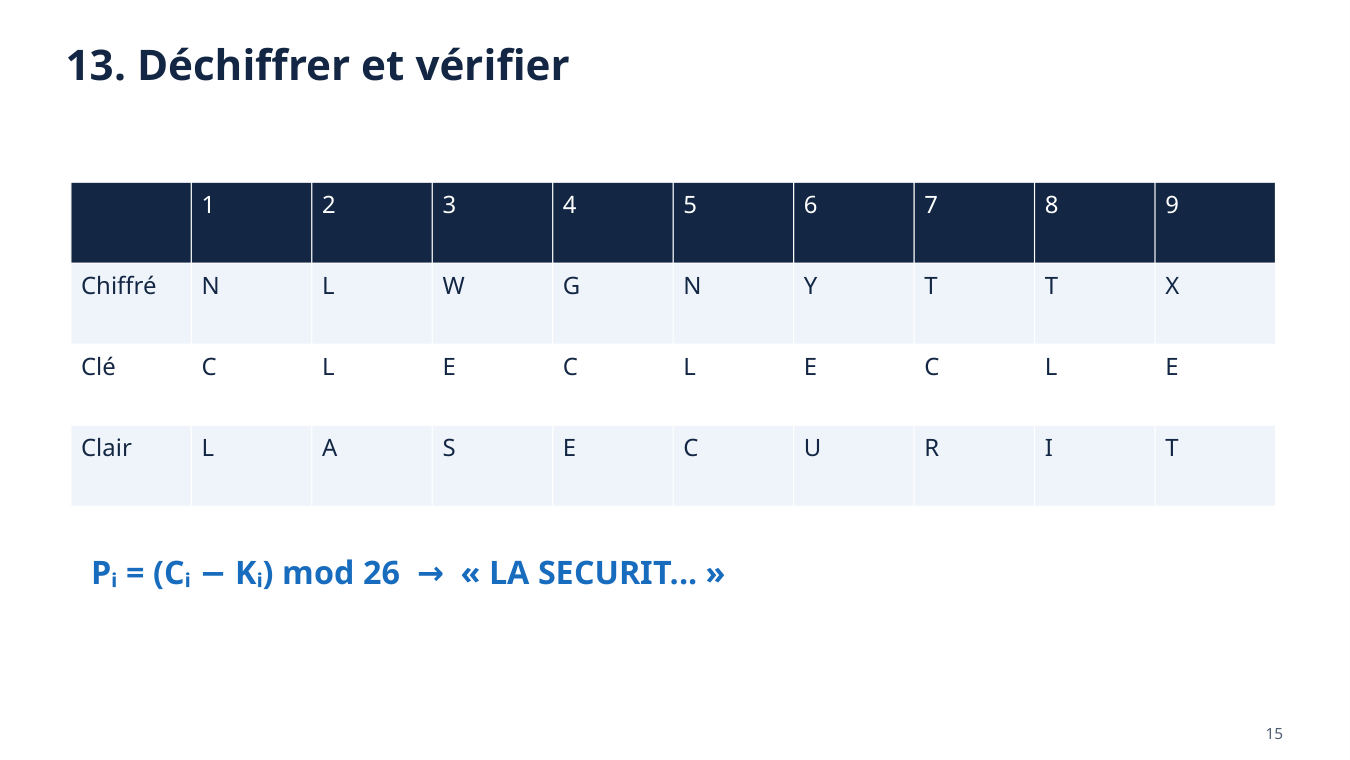 13. Déchiffrer et vérifier
1 2 3 4 5 6 7 8 9
Chiffré N L W G N Y T T X
Clé C L E C L E C L E
Clair L A S E C U R I T
Pᵢ = (Cᵢ − Kᵢ) mod 26 → « LA SECURIT... »
15